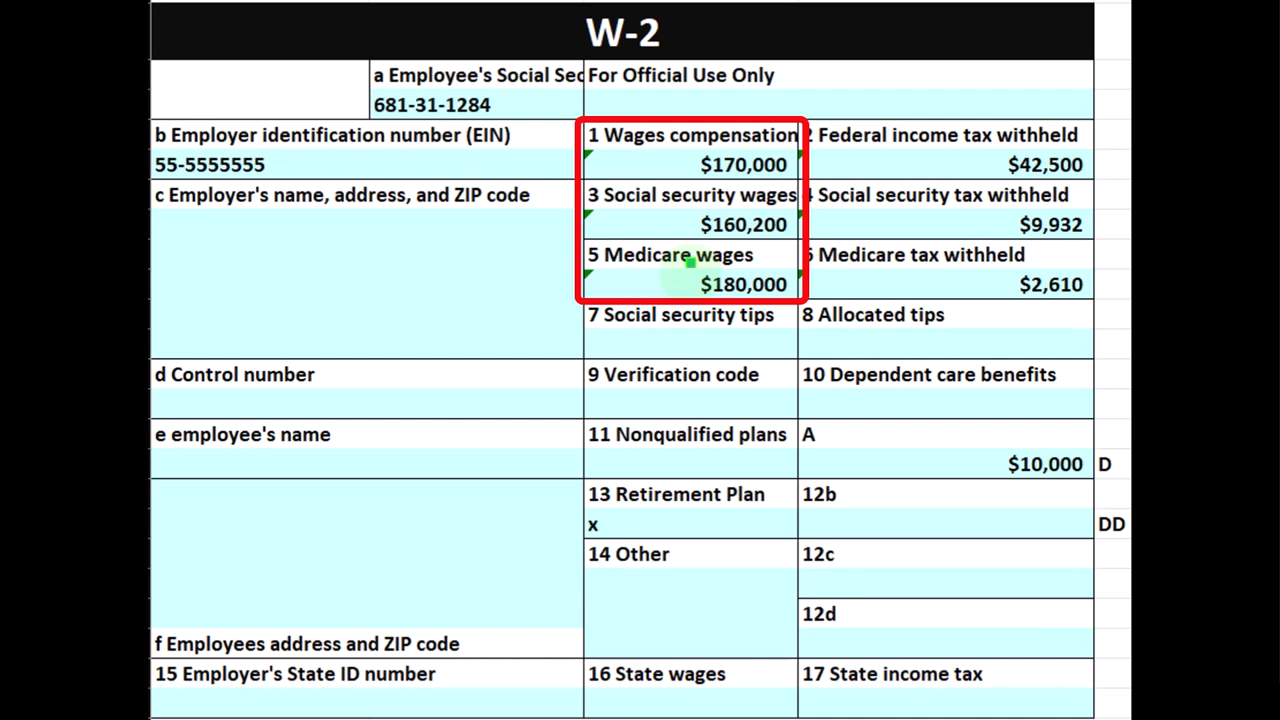 W-2
a Employee's Social Sec For Official Use Only
681-31-1284
b Employer identification number (EIN) 1 Wages compensation 2 Federal income tax withheld
55-5555555 $170,000 $42,500
c Employer's name, address, and ZIP code 3 Social security wages 4 Social security tax withheld
$160,200 $9,932
5 Medicare wages 6 Medicare tax withheld
$180,000 $2,610
7 Social security tips 8 Allocated tips
d Control number 9 Verification code 10 Dependent care benefits
e employee's name 11 Nonqualified plans A
$10,000 D
13 Retirement Plan 12b
x DD
14 Other 12c
12d
f Employees address and ZIP code
15 Employer's State ID number 16 State wages 17 State income tax